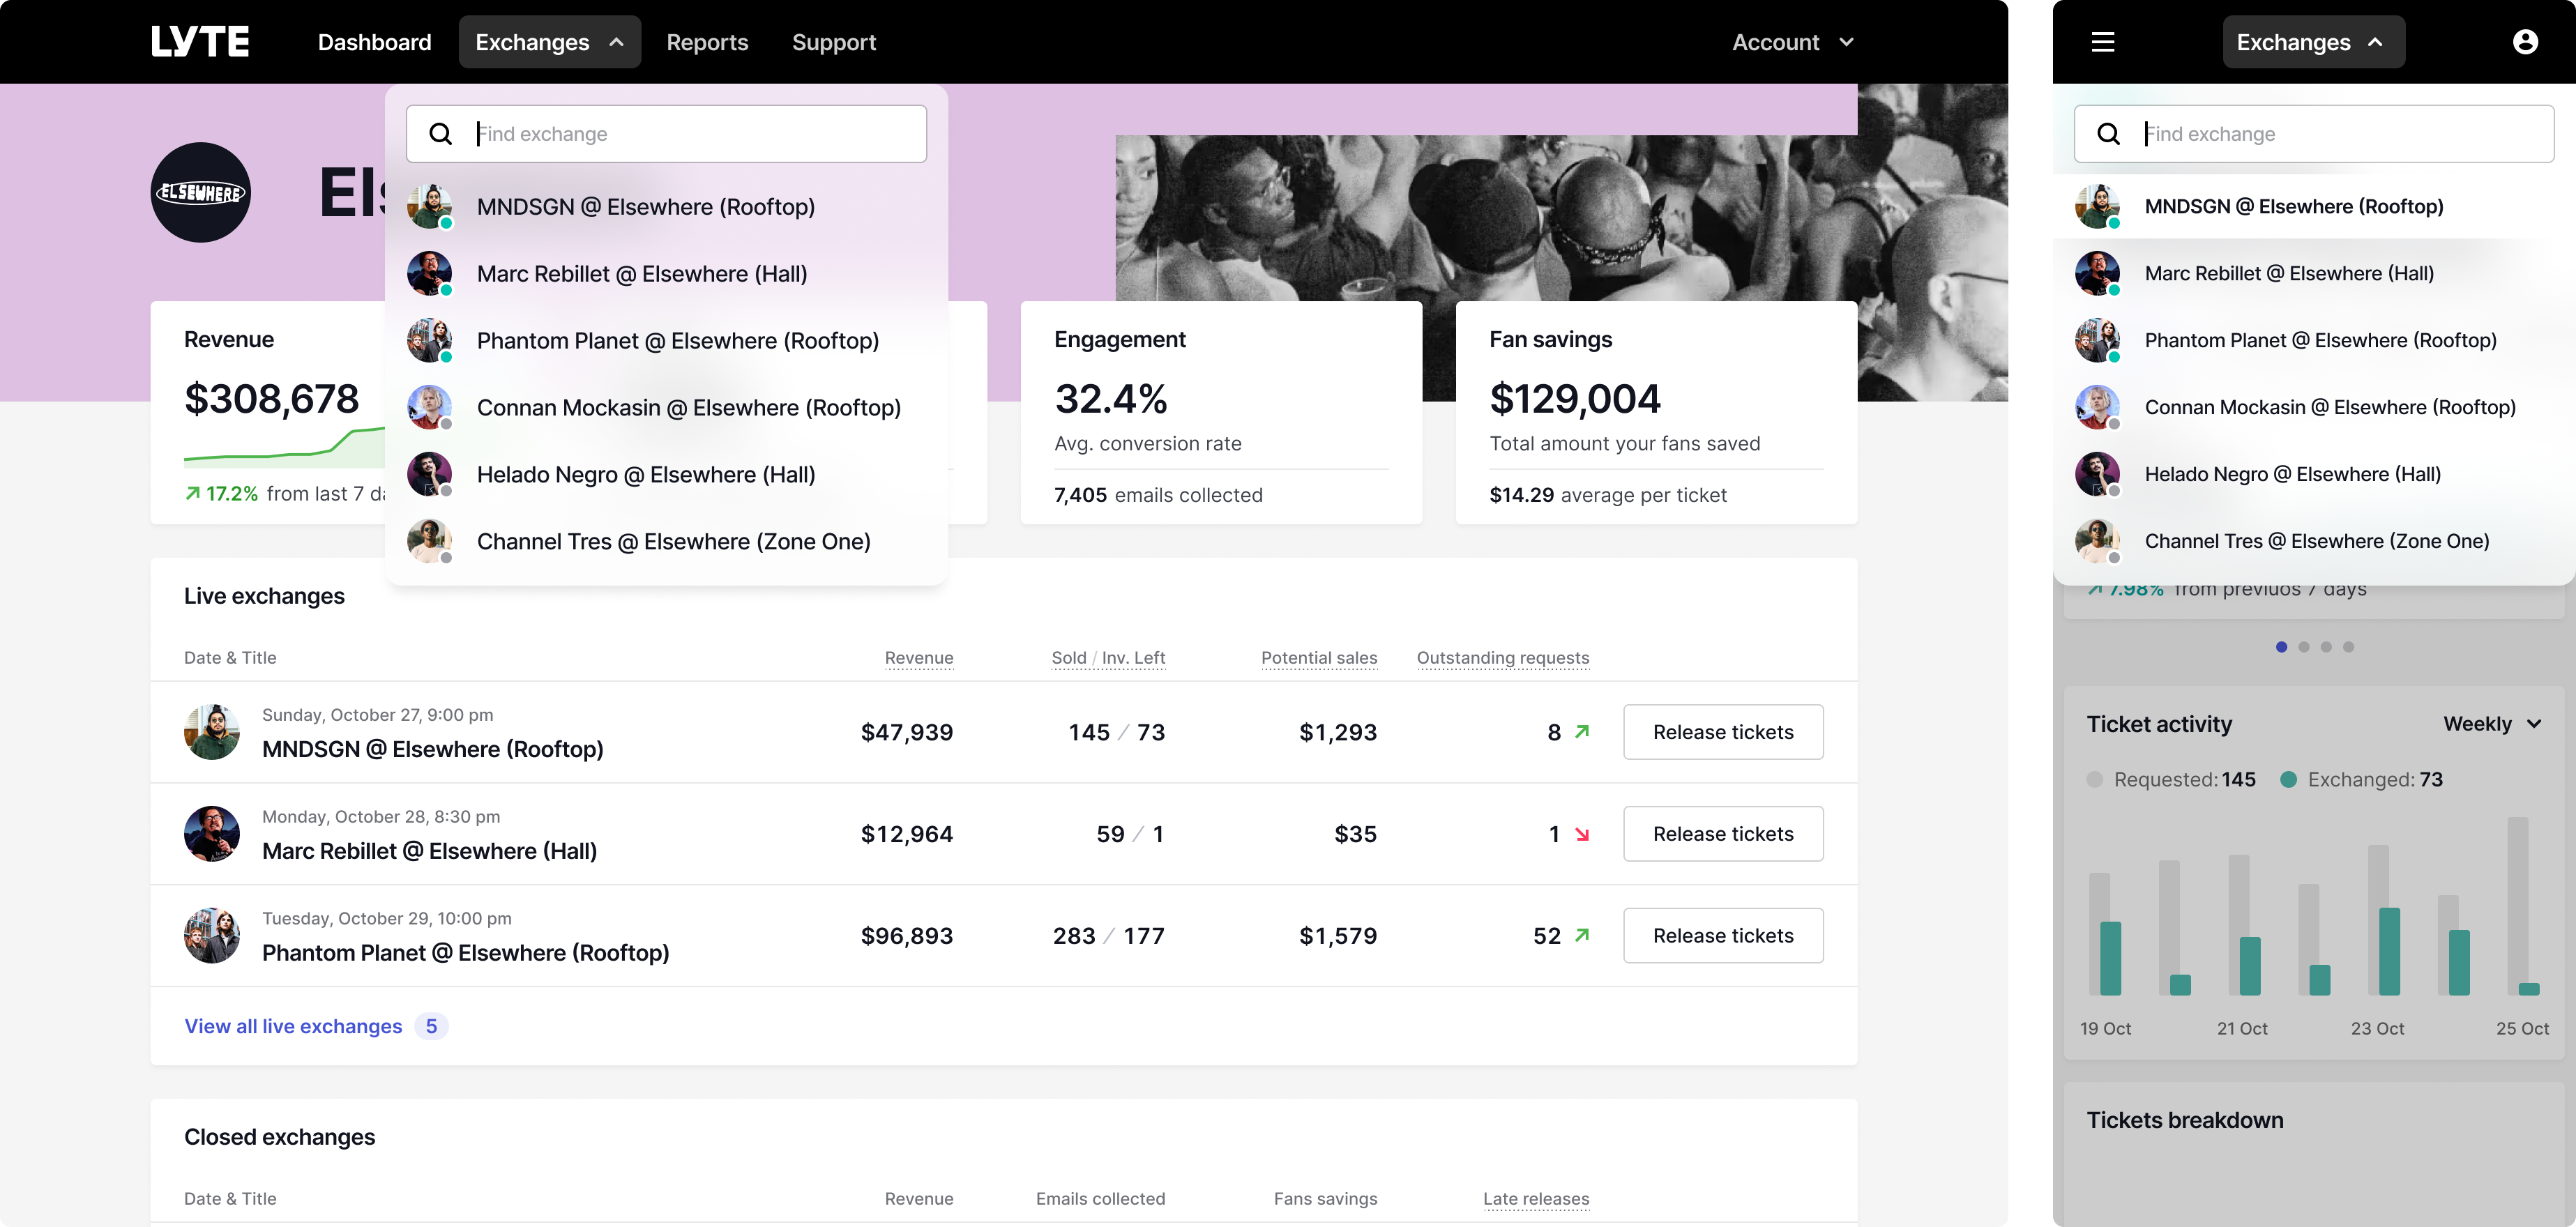 LYTE
Dashboard
Exchanges
Reports
Support
Account
ELSEWHERE
Find exchange
MNDSGN @ Elsewhere (Rooftop)
Marc Rebillet @ Elsewhere (Hall)
Phantom Planet @ Elsewhere (Rooftop)
Connan Mockasin @ Elsewhere (Rooftop)
Helado Negro @ Elsewhere (Hall)
Channel Tres @ Elsewhere (Zone One)
Revenue
$308,678
17.2% from last 7
Engagement
32.4%
Avg. conversion rate
7,405 emails collected
Fan savings
$129,004
Total amount your fans saved
$14.29 average per ticket
Live exchanges
Date & Title Revenue Sold / Inv. Left Potential sales Outstanding requests
Sunday, October 27, 9:00 pm
MNDSGN @ Elsewhere (Rooftop) $47,939 145 / 73 $1,293 8 Release tickets
Monday, October 28, 8:30 pm
Marc Rebillet @ Elsewhere (Hall) $12,964 59 / 1 $35 1 Release tickets
Tuesday, October 29, 10:00 pm
Phantom Planet @ Elsewhere (Rooftop) $96,893 283 / 177 $1,579 52 Release tickets
View all live exchanges 5
Closed exchanges
Date & Title Revenue Emails collected Fans savings Late releases
Exchanges
Find exchange
MNDSGN @ Elsewhere (Rooftop)
Marc Rebillet @ Elsewhere (Hall)
Phantom Planet @ Elsewhere (Rooftop)
Connan Mockasin @ Elsewhere (Rooftop)
Helado Negro @ Elsewhere (Hall)
Channel Tres @ Elsewhere (Zone One)
7.98% from previuos 7 days
Ticket activity Weekly
Requested: 145 Exchanged: 73
19 Oct 21 Oct 23 Oct 25 Oct
Tickets breakdown